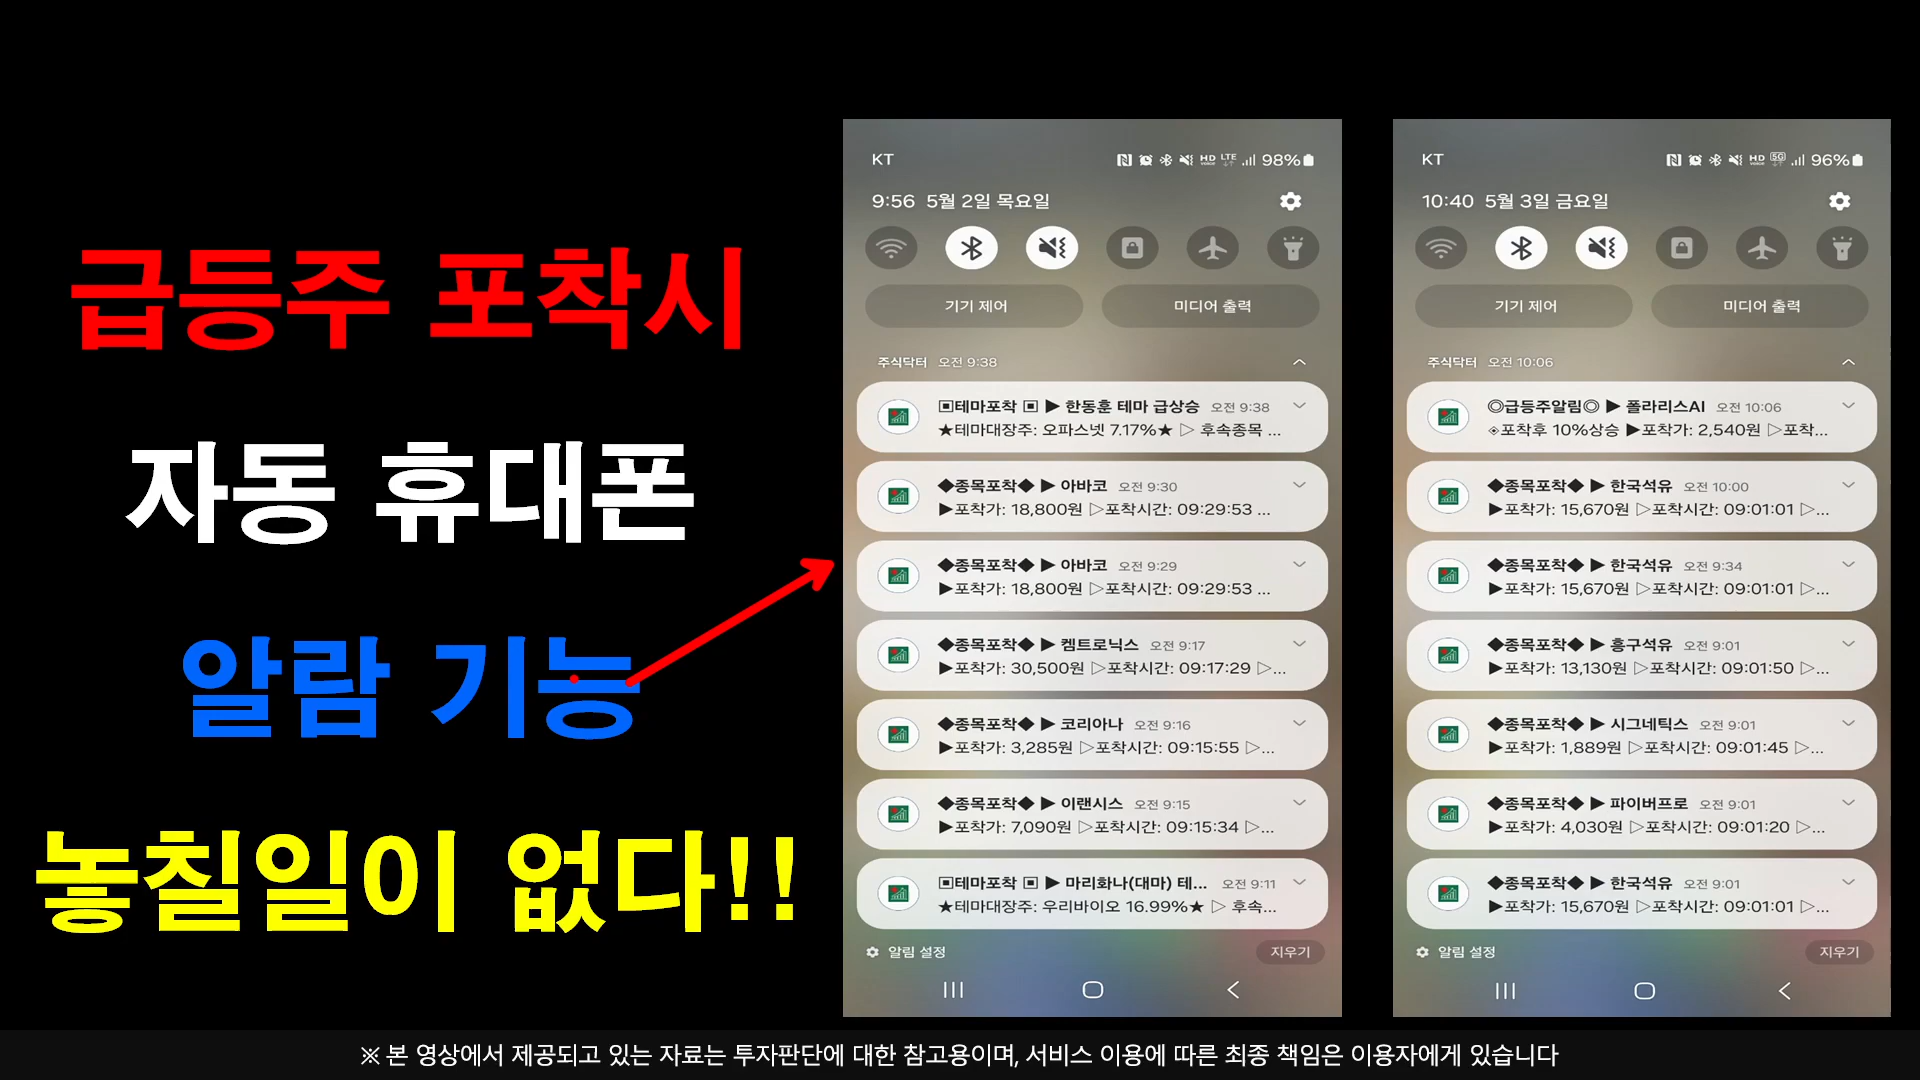 급등주 포착시
자동 휴대폰
알람 기능
놓칠일이 없다!!
KT
HD VOICE LTE 98%
9:56 5월 2일 목요일
기기 제어
미디어 출력
주식닥터 오전 9:38
▣테마포착 ▣ ▶ 한동훈 테마 급상승 오전 9:38
★테마대장주: 오파스넷 7.17%★ ▷ 후속종목 ...
◆종목포착◆ ▶ 아바코 오전 9:30
▶포착가: 18,800원 ▷포착시간: 09:29:53 ...
◆종목포착◆ ▶ 아바코 오전 9:29
▶포착가: 18,800원 ▷포착시간: 09:29:53 ...
◆종목포착◆ ▶ 켐트로닉스 오전 9:17
▶포착가: 30,500원 ▷포착시간: 09:17:29 ▷...
◆종목포착◆ ▶ 코리아나 오전 9:16
▶포착가: 3,285원 ▷포착시간: 09:15:55 ▷...
◆종목포착◆ ▶ 이랜시스 오전 9:15
▶포착가: 7,090원 ▷포착시간: 09:15:34 ▷...
▣테마포착 ▣ ▶ 마리화나(대마) 테... 오전 9:11
★테마대장주: 우리바이오 16.99%★ ▷ 후속...
알림 설정
지우기
KT
HD VOICE 5G 96%
10:40 5월 3일 금요일
기기 제어
미디어 출력
주식닥터 오전 10:06
◎급등주알림◎ ▶ 폴라리스AI 오전 10:06
◈포착후 10%상승 ▶포착가: 2,540원 ▷포착...
◆종목포착◆ ▶ 한국석유 오전 10:00
▶포착가: 15,670원 ▷포착시간: 09:01:01 ▷...
◆종목포착◆ ▶ 한국석유 오전 9:34
▶포착가: 15,670원 ▷포착시간: 09:01:01 ▷...
◆종목포착◆ ▶ 흥구석유 오전 9:01
▶포착가: 13,130원 ▷포착시간: 09:01:50 ▷...
◆종목포착◆ ▶ 시그네틱스 오전 9:01
▶포착가: 1,889원 ▷포착시간: 09:01:45 ▷...
◆종목포착◆ ▶ 파이버프로 오전 9:01
▶포착가: 4,030원 ▷포착시간: 09:01:20 ▷...
◆종목포착◆ ▶ 한국석유 오전 9:01
▶포착가: 15,670원 ▷포착시간: 09:01:01 ▷...
알림 설정
지우기
※ 본 영상에서 제공되고 있는 자료는 투자판단에 대한 참고용이며, 서비스 이용에 따른 최종 책임은 이용자에게 있습니다